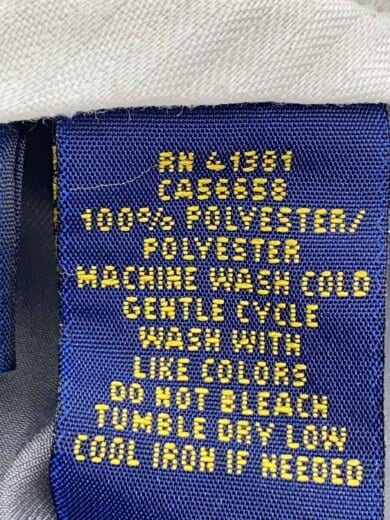 RN 41381
CA56658
100% POLYESTER/
POLYESTER
MACHINE WASH COLD
GENTLE CYCLE
WASH WITH
LIKE COLORS
DO NOT BLEACH
TUMBLE DRY LOW
COOL IRON IF NEEDED